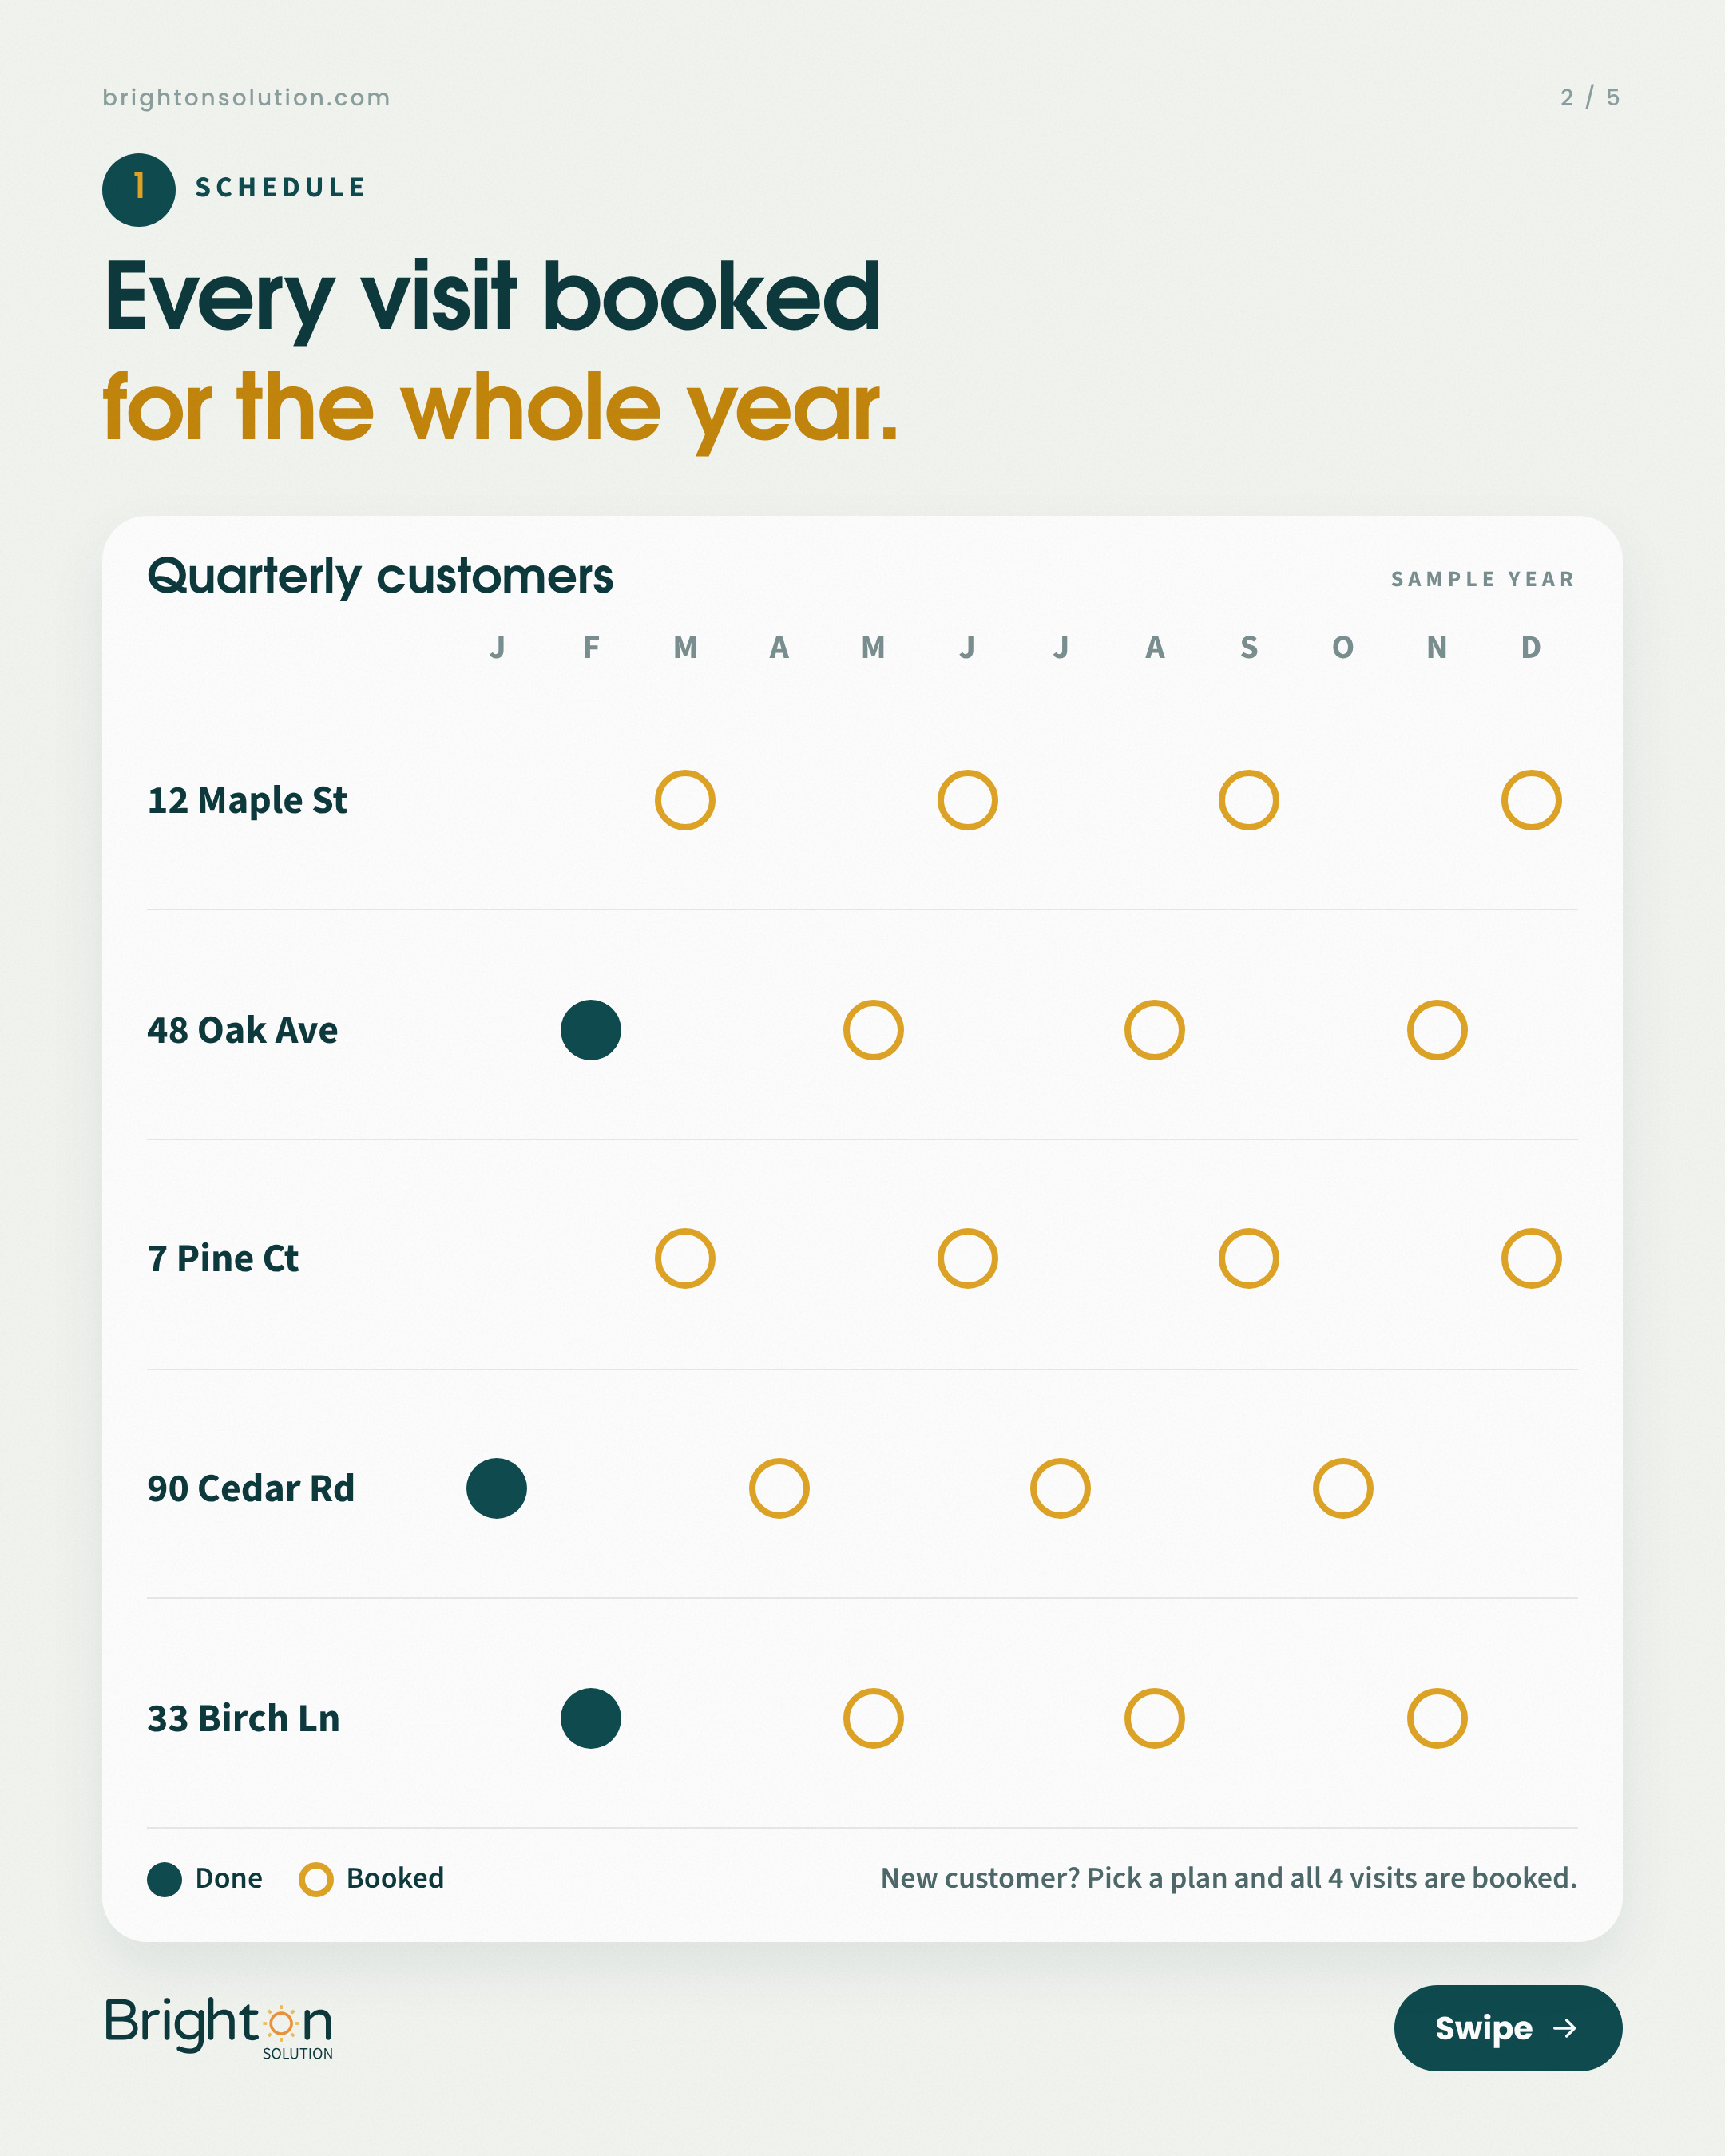 brightonsolution.com
2 / 5
1 SCHEDULE
Every visit booked
for the whole year.
Quarterly customers
SAMPLE YEAR
J F M A M J J A S O N D
12 Maple St
48 Oak Ave
7 Pine Ct
90 Cedar Rd
33 Birch Ln
Done Booked
New customer? Pick a plan and all 4 visits are booked.
Brighton
SOLUTION
Swipe →